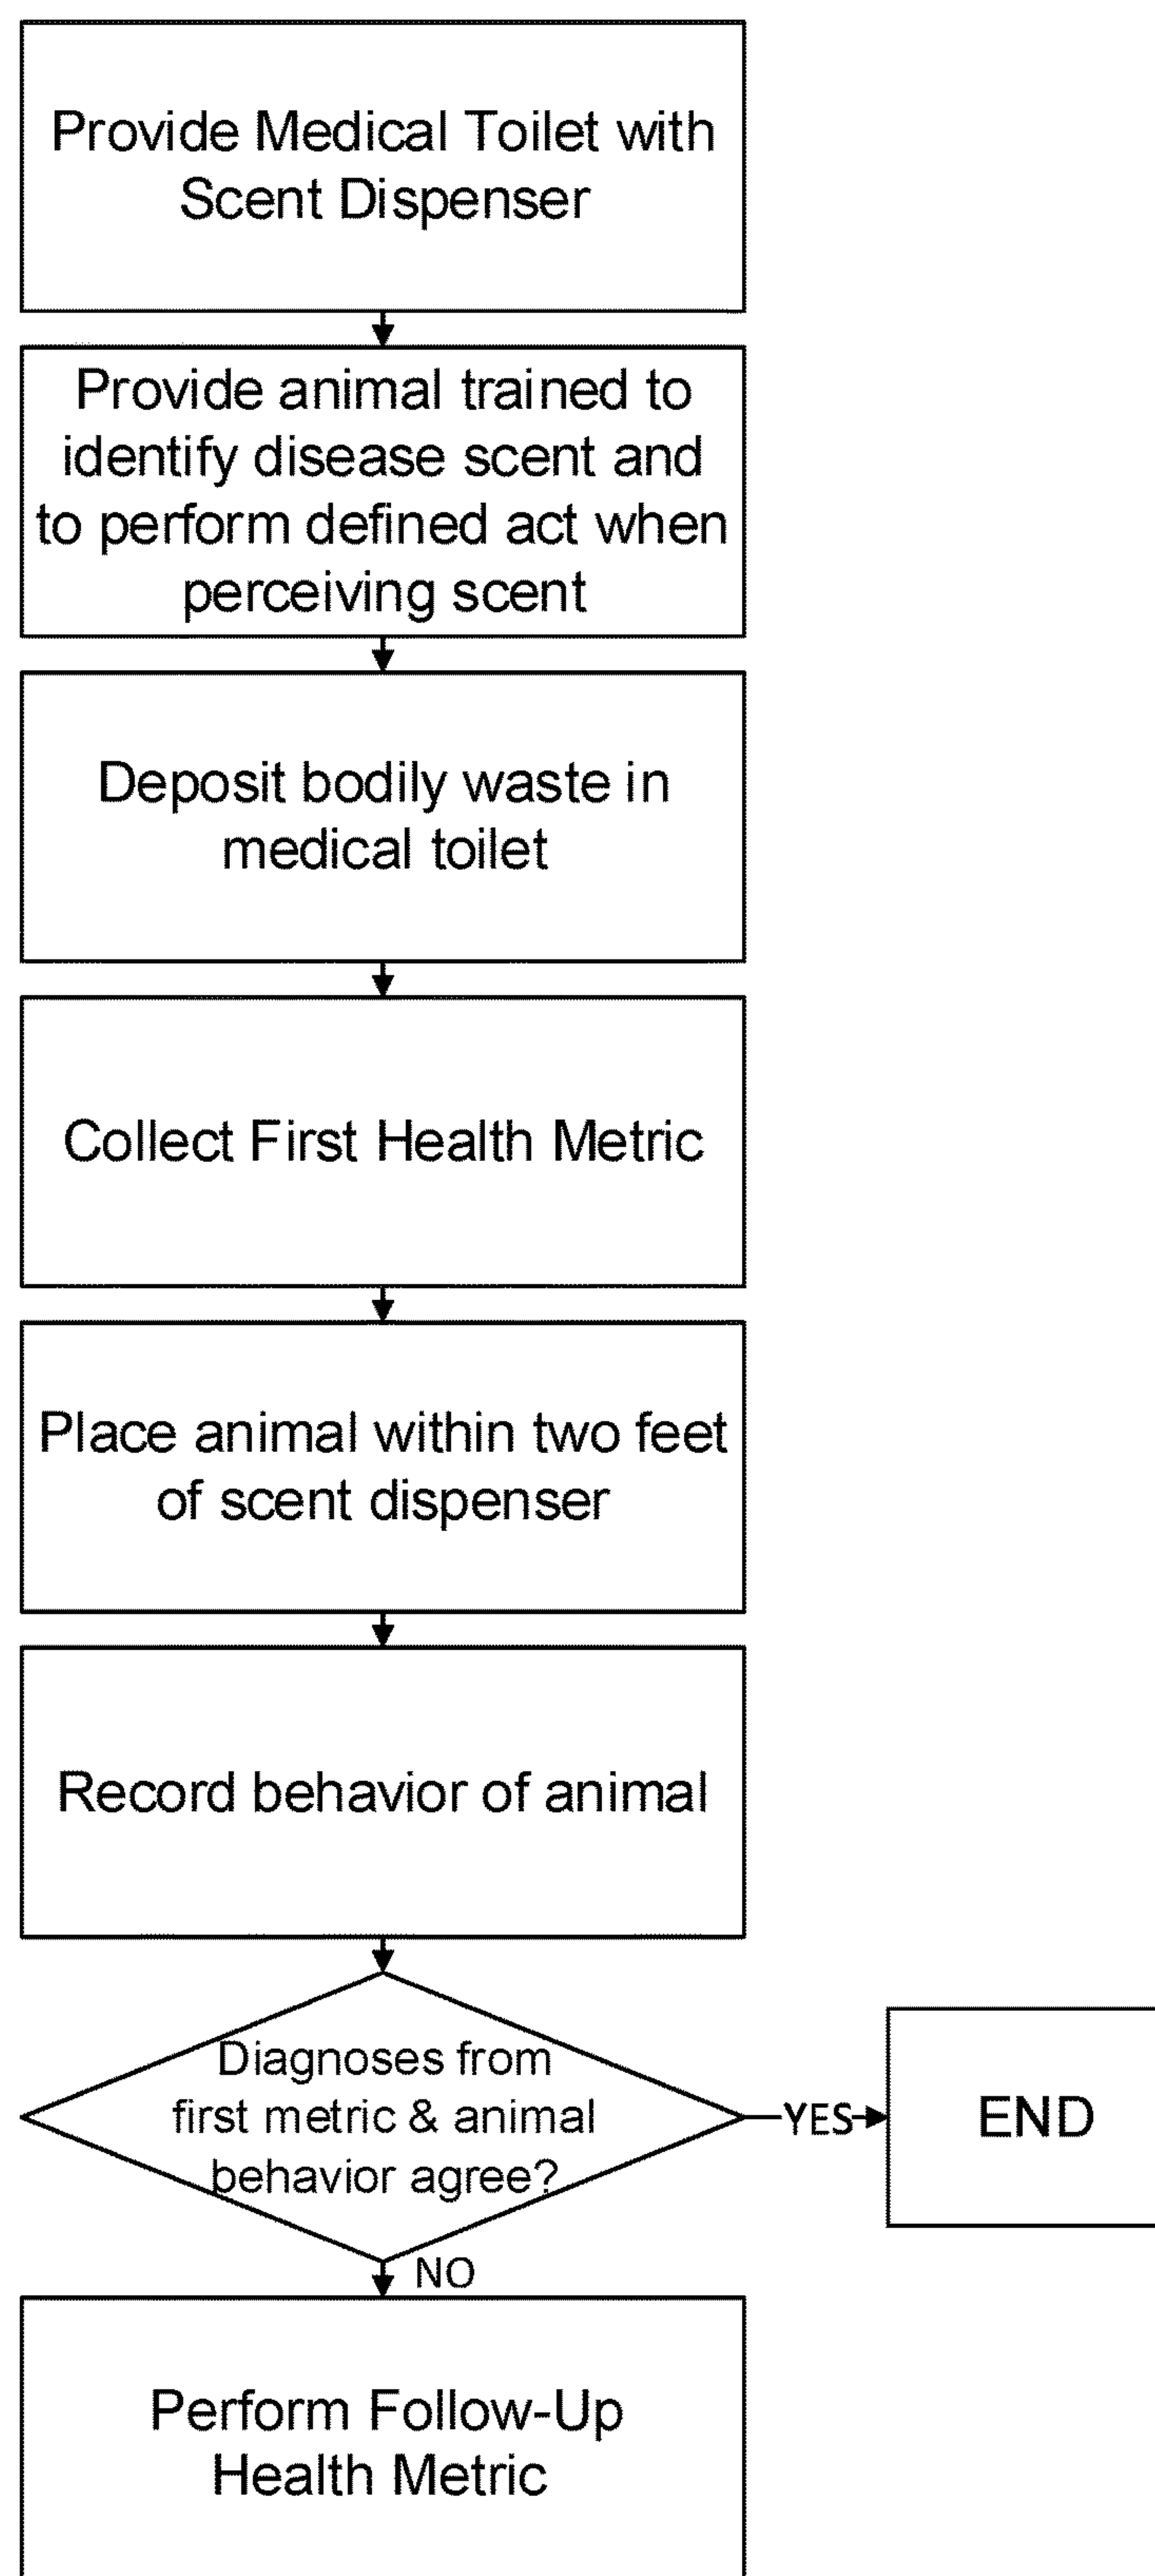 Provide Medical Toilet with
Scent Dispenser
Provide animal trained to
identify disease scent and
to perform defined act when
perceiving scent
Deposit bodily waste in
medical toilet
Collect First Health Metric
Place animal within two feet
of scent dispenser
Record behavior of animal
Diagnoses from
first metric & animal
behavior agree?
YES
END
NO
Perform Follow-Up
Health Metric